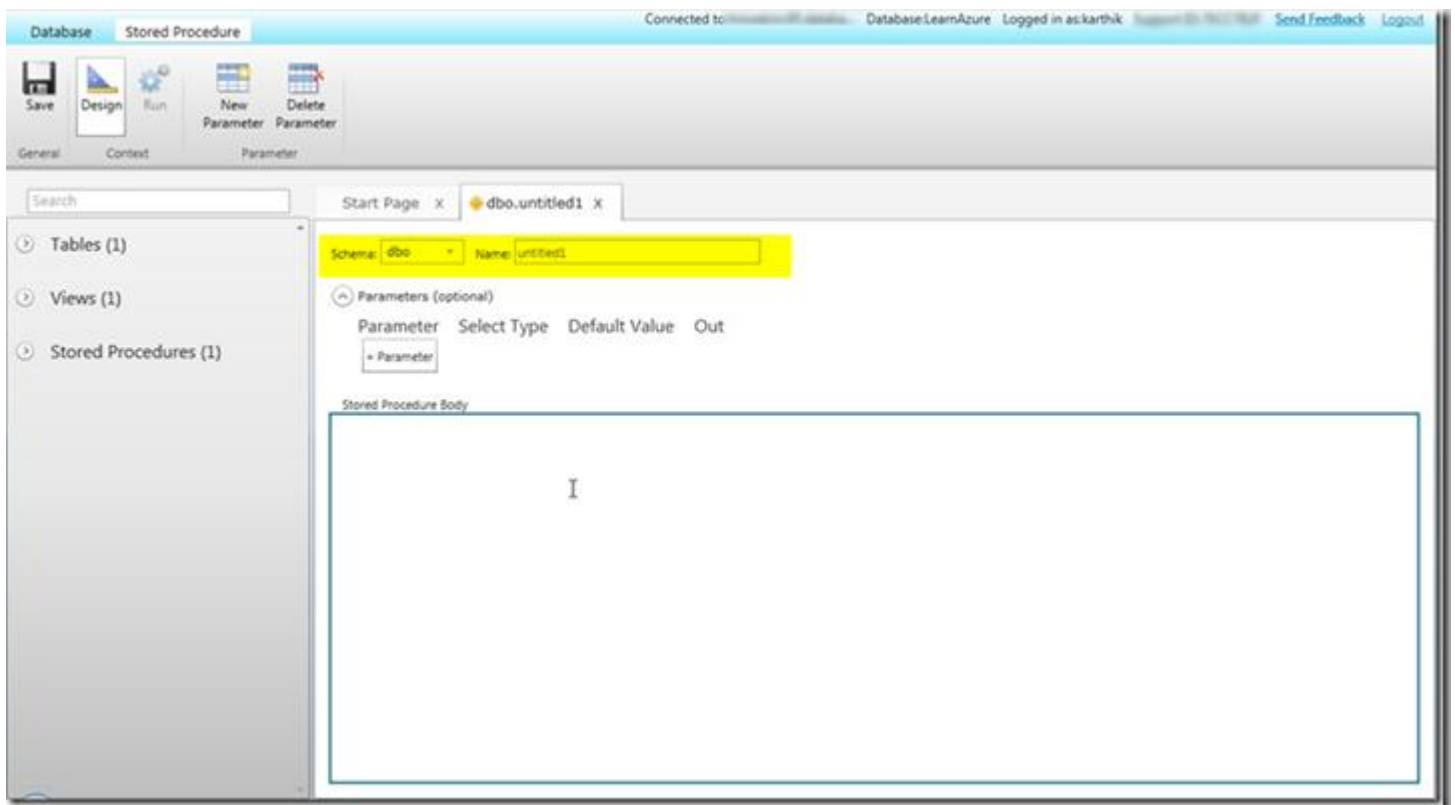 Connected to
Database:LearnAzure Logged in as:karthik
Send Feedback Logout
Database Stored Procedure
Save Design Run New Parameter Delete Parameter
General Context Parameter
Search
Start Page x dbo.untitled1 x
Tables (1)
Views (1)
Stored Procedures (1)
Schema: dbo Name: untitled1
Parameters (optional)
Parameter Select Type Default Value Out
+ Parameter
Stored Procedure Body